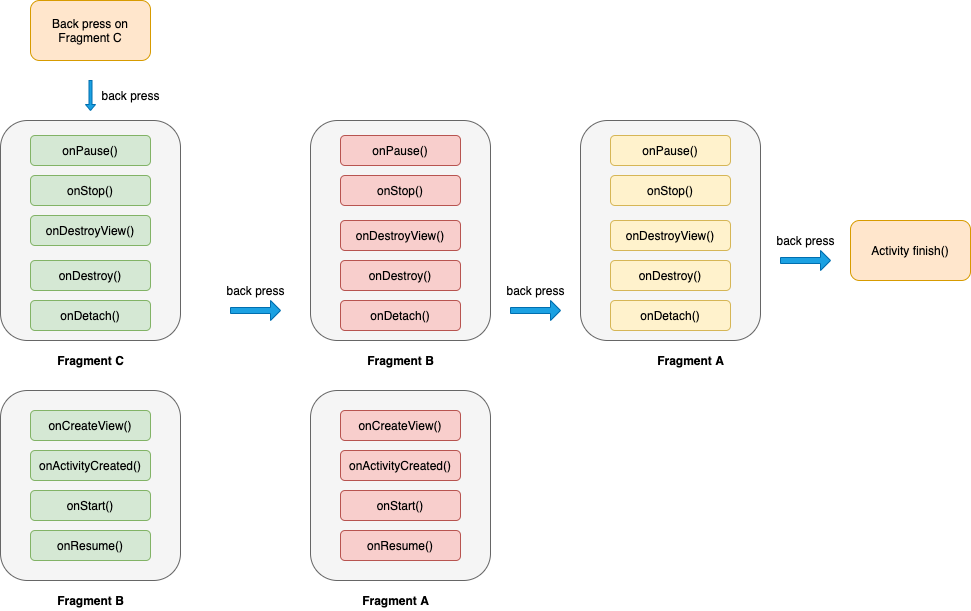 Back press on
Fragment C
back press
onPause()
onStop()
onDestroyView()
onDestroy()
onDetach()
Fragment C
back press
onPause()
onStop()
onDestroyView()
onDestroy()
onDetach()
Fragment B
back press
onPause()
onStop()
onDestroyView()
onDestroy()
onDetach()
Fragment A
back press
Activity finish()
onCreateView()
onActivityCreated()
onStart()
onResume()
Fragment B
onCreateView()
onActivityCreated()
onStart()
onResume()
Fragment A